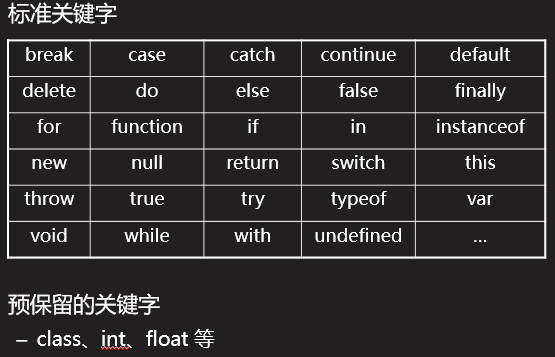 标准关键字
break case catch continue default
delete do else false finally
for function if in instanceof
new null return switch this
throw true try typeof var
void while with undefined ...
预保留的关键字
– class、int、float 等